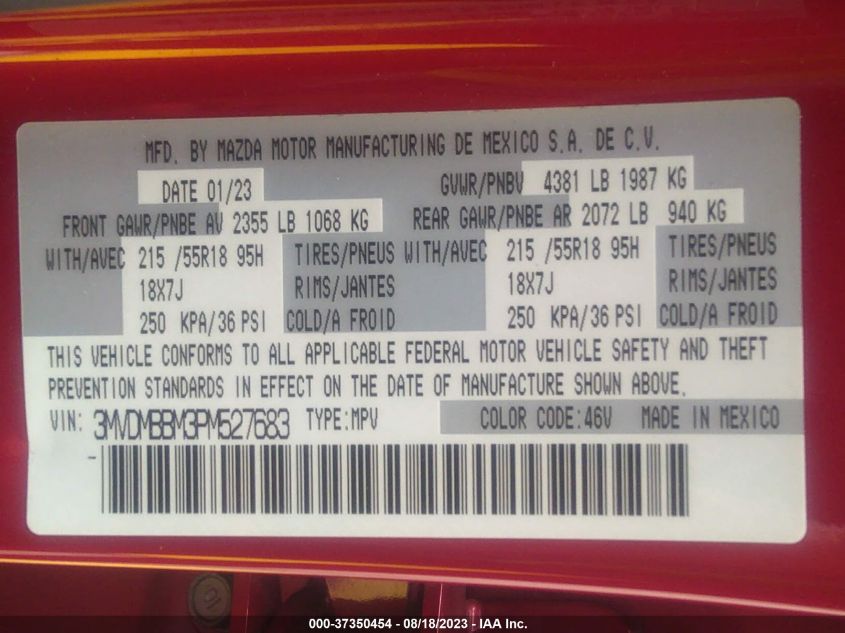 MFD. BY MAZDA MOTOR MANUFACTURING DE MEXICO S.A. DE C.V.
DATE 01/23 GVWR/PNBV 4381 LB 1987 KG
FRONT GAWR/PNBE AV 2355 LB 1068 KG REAR GAWR/PNBE AR 2072 LB 940 KG
WITH/AVEC 215 /55R18 95H TIRES/PNEUS WITH/AVEC 215 /55R18 95H TIRES/PNEUS
18X7J RIMS/JANTES 18X7J RIMS/JANTES
250 KPA/36 PSI COLD/A FROID 250 KPA/36 PSI COLD/A FROID
THIS VEHICLE CONFORMS TO ALL APPLICABLE FEDERAL MOTOR VEHICLE SAFETY AND THEFT
PREVENTION STANDARDS IN EFFECT ON THE DATE OF MANUFACTURE SHOWN ABOVE.
VIN: 3MVDMBBM3PM527683 TYPE:MPV COLOR CODE:46V MADE IN MEXICO
000-37350454 - 08/18/2023 - IAA Inc.